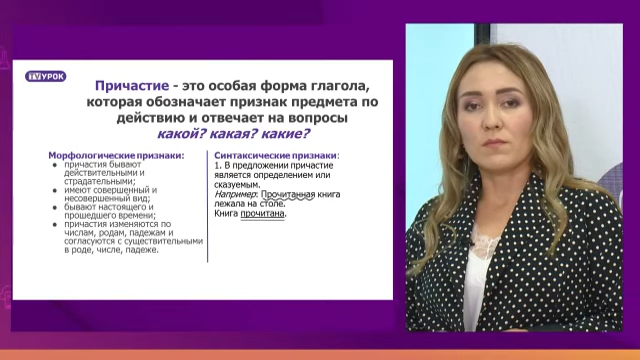 TV УРОК
Причастие - это особая форма глагола,
которая обозначает признак предмета по
действию и отвечает на вопросы
какой? какая? какие?
Морфологические признаки:
● причастия бывают
действительными и
страдательными;
● имеют совершенный и
несовершенный вид;
● бывают настоящего и
прошедшего времени;
● причастия изменяются по
числам, родам, падежам и
согласуются с существительными
в роде, числе, падеже.
Синтаксические признаки:
1. В предложении причастие
является определением или
сказуемым.
Например: Прочитанная книга
лежала на столе.
Книга прочитана.